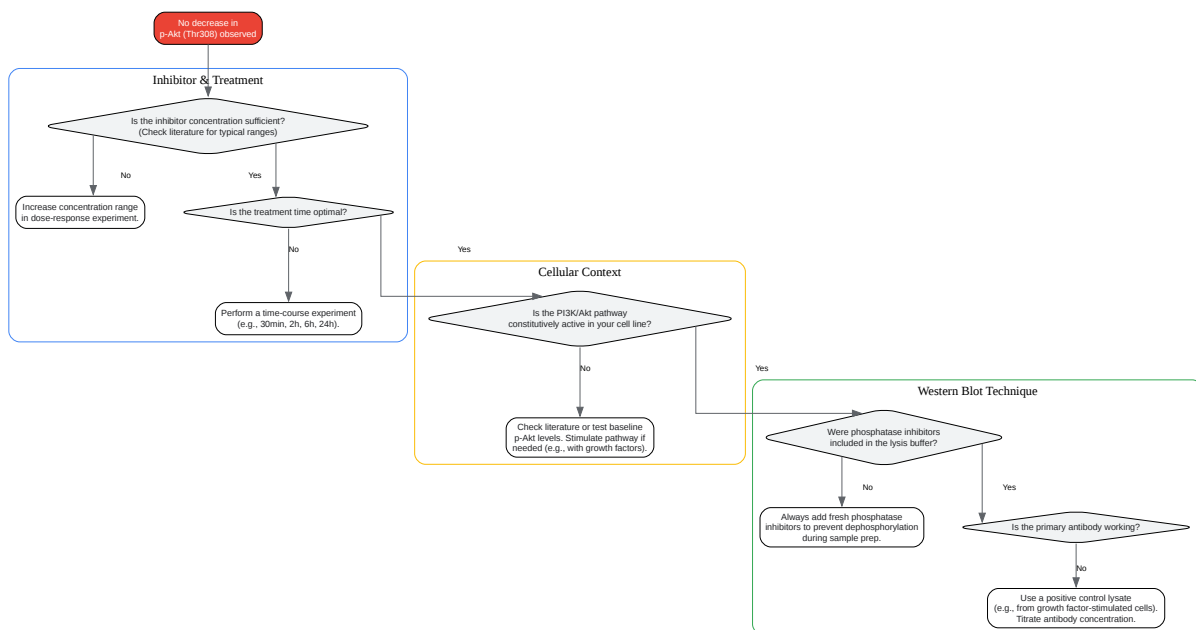 No decrease in
p-Akt (Thr308) observed
Inhibitor & Treatment
Is the inhibitor concentration sufficient?
(Check literature for typical ranges)
No
Yes
Increase concentration range
in dose-response experiment.
Is the treatment time optimal?
No
Yes
Perform a time-course experiment
(e.g., 30min, 2h, 6h, 24h).
Cellular Context
Is the PI3K/Akt pathway
constitutively active in your cell line?
No
Yes
Check literature or test baseline
p-Akt levels. Stimulate pathway if
needed (e.g., with growth factors).
Western Blot Technique
Were phosphatase inhibitors
included in the lysis buffer?
No
Yes
Always add fresh phosphatase
inhibitors to prevent dephosphorylation
during sample prep.
Is the primary antibody working?
No
Use a positive control lysate
(e.g., from growth factor-stimulated cells).
Titrate antibody concentration.